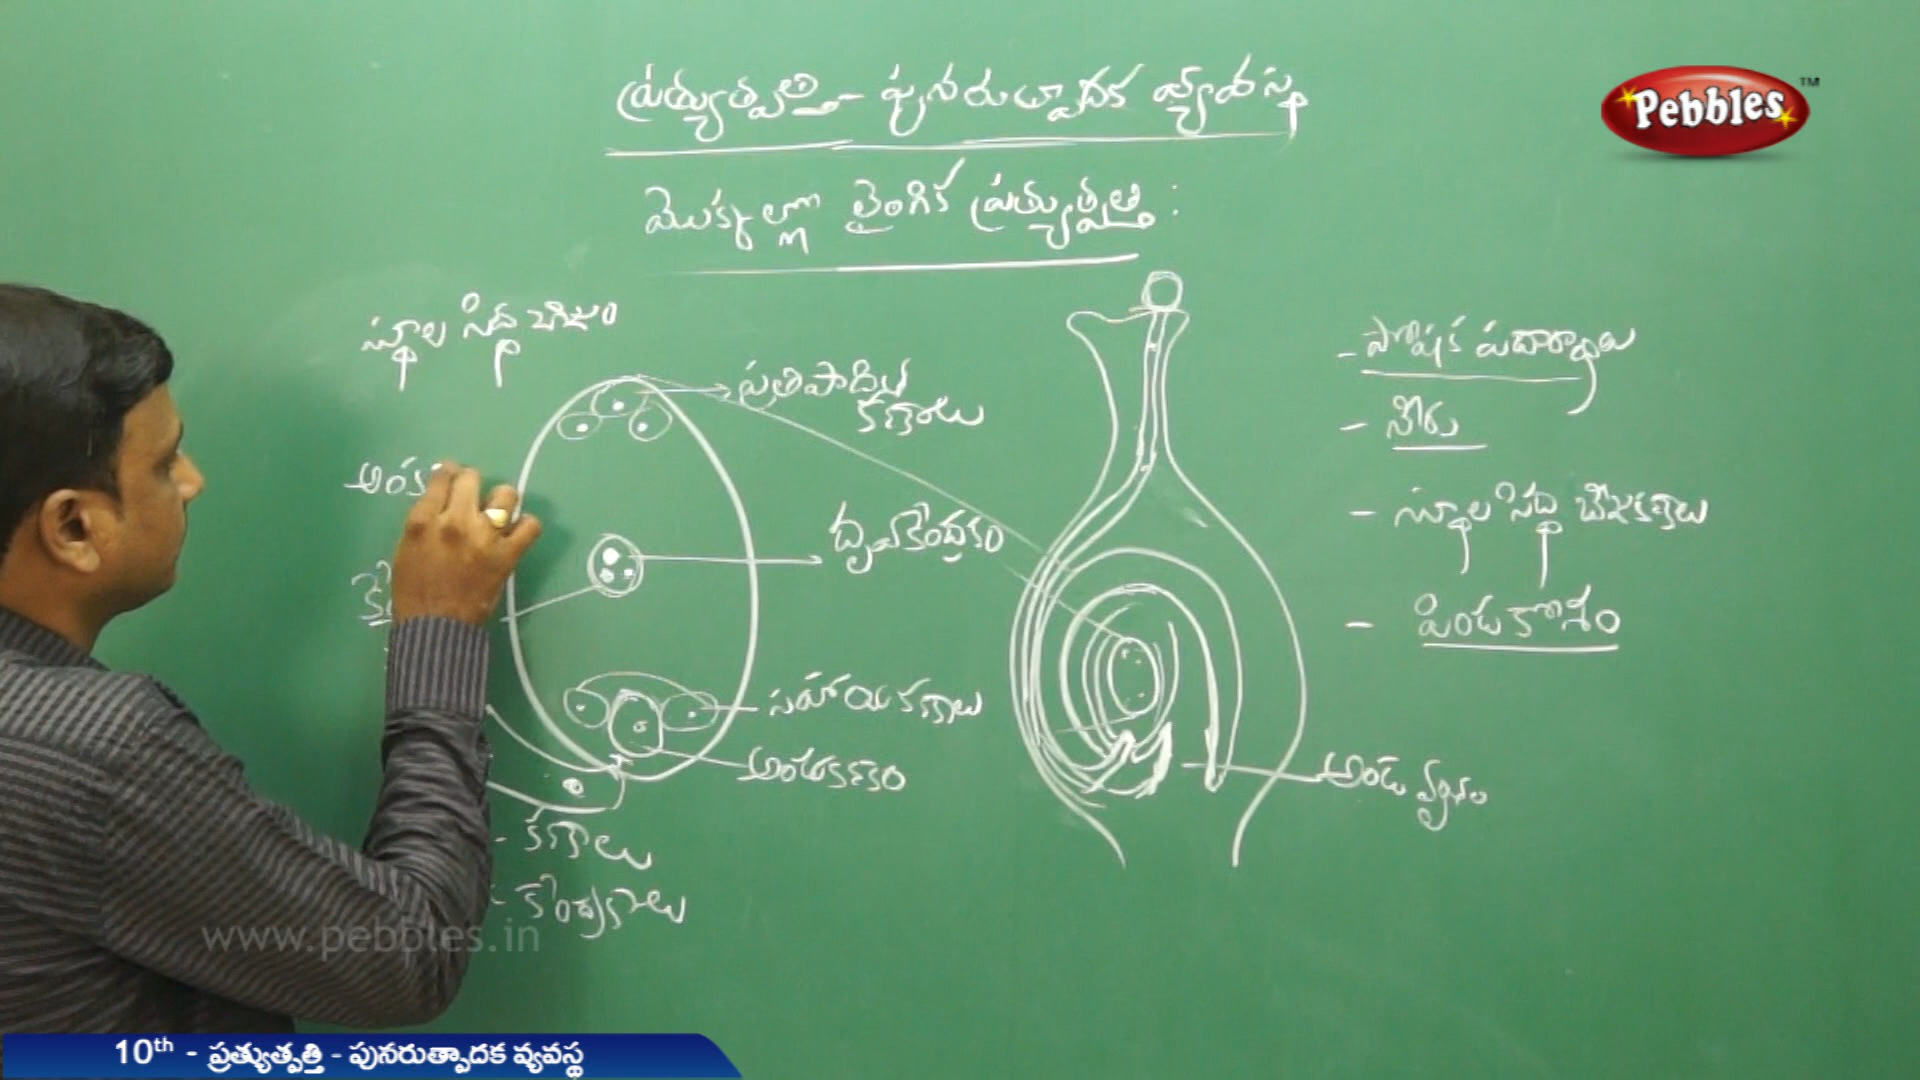 ప్రత్యుత్పత్తి - పునరుత్పాదక వ్యవస్థ
Pebbles™
మొక్కల్లో లైంగిక ప్రత్యుత్పత్తి :
స్థూల సిద్ధ బీజం
- పోషక పదార్థాలు
ప్రతిపాదిత
కణాలు
- నీరు
అంక
- స్థూల సిద్ధ బీజకణాలు
ద్వికేంద్రకం
- పిండకోశం
సహాయకణాలు
అండకణం
అండ వృంతం
- కణాలు
- కేంద్రకాలు
www.pebbles.in
10th - ప్రత్యుత్పత్తి - పునరుత్పాదక వ్యవస్థ